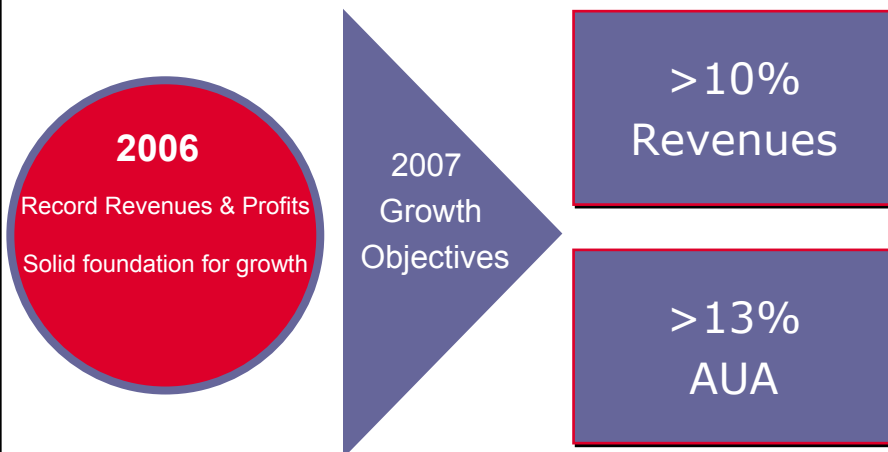 2006
Record Revenues & Profits
Solid foundation for growth
2007
Growth
Objectives
>10%
Revenues
>13%
AUA